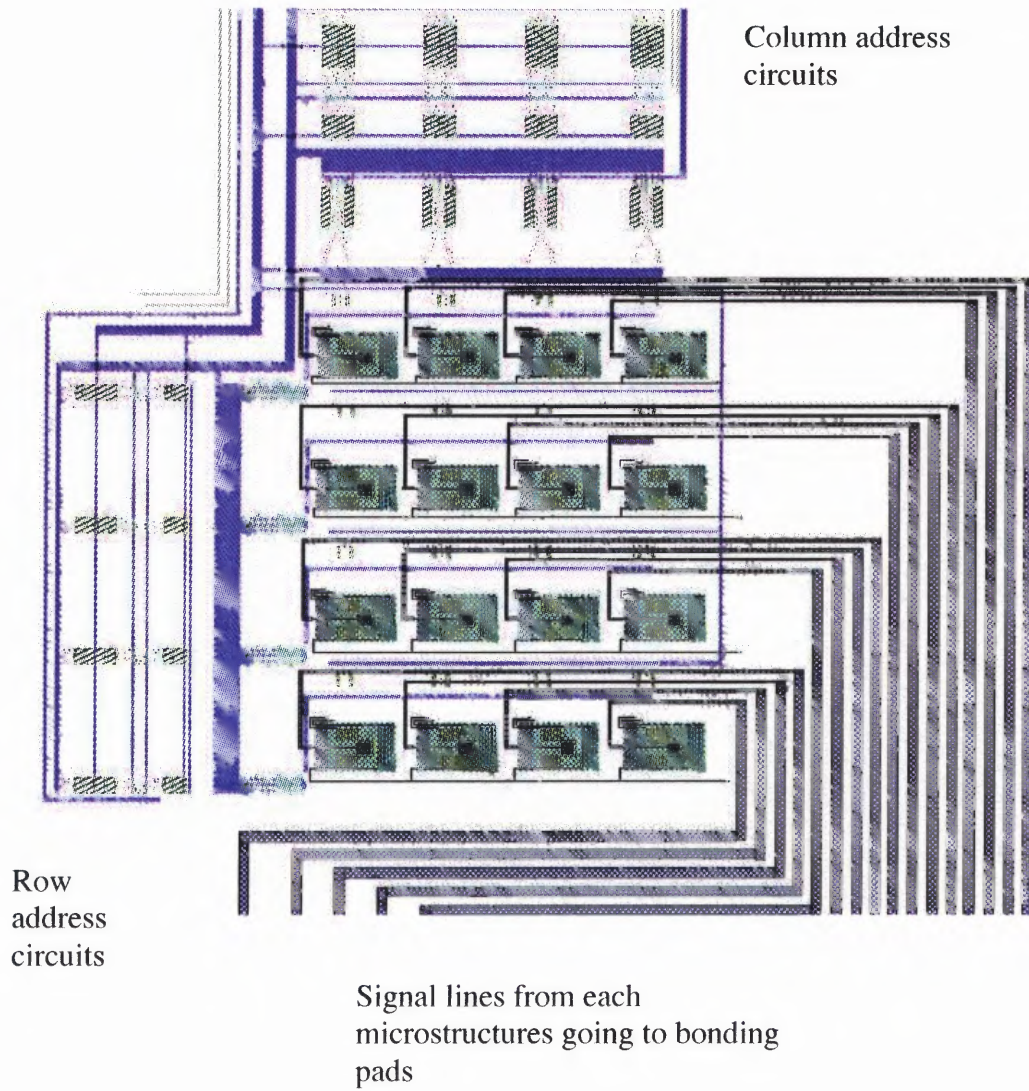 Column address
circuits
Row
address
circuits
Signal lines from each
microstructures going to bonding
pads